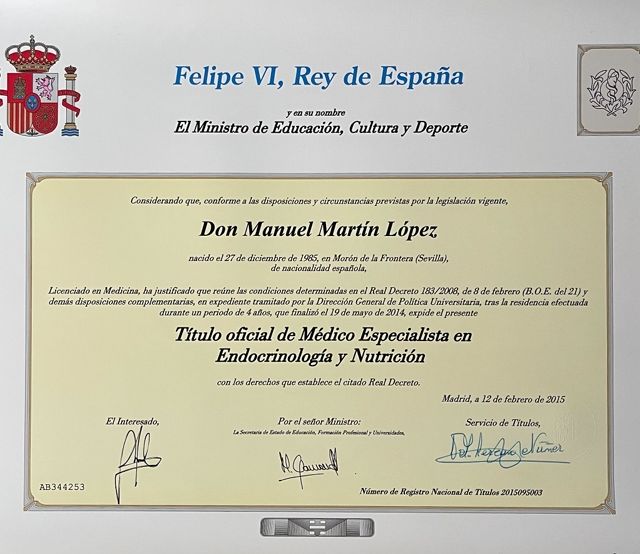 Felipe VI, Rey de España
y en su nombre
El Ministro de Educación, Cultura y Deporte
Considerando que, conforme a las disposiciones y circunstancias previstas por la legislación vigente,
Don Manuel Martín López
nacido el 27 de diciembre de 1985, en Morón de la Frontera (Sevilla),
de nacionalidad española,
Licenciado en Medicina, ha justificado que reúne las condiciones determinadas en el Real Decreto 183/2008, de 8 de febrero (B.O.E. del 21) y
demás disposiciones complementarias, en expediente tramitado por la Dirección General de Política Universitaria, tras la residencia efectuada
durante un periodo de 4 años, que finalizó el 19 de mayo de 2014, expide el presente
Título oficial de Médico Especialista en
Endocrinología y Nutrición
con los derechos que establece el citado Real Decreto.
Madrid, a 12 de febrero de 2015
El Interesado,
Por el señor Ministro:
Servicio de Títulos,
La Secretaria de Estado de Educación, Formación Profesional y Universidades,
AB344253
Número de Registro Nacional de Títulos 2015095003